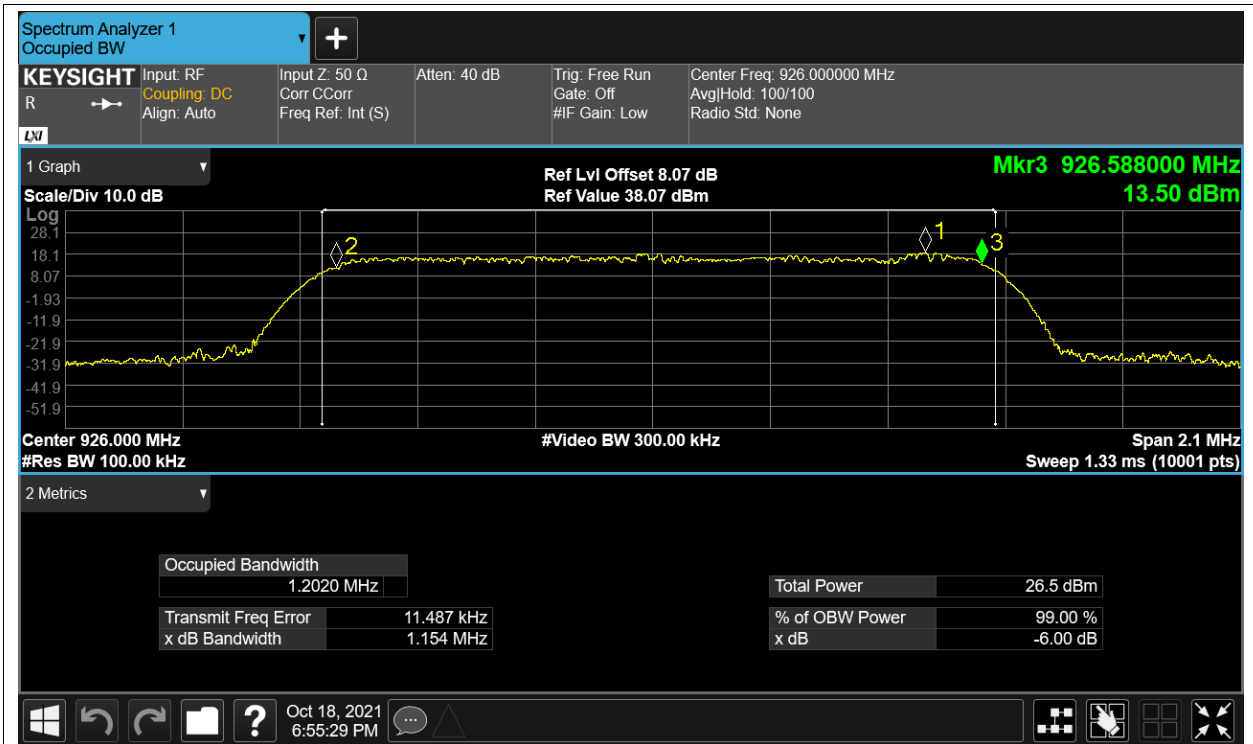 Spectrum Analyzer 1
Occupied BW
KEYSIGHT
R
LXI
Input: RF
Coupling: DC
Align: Auto
Input Z: 50 Ω
Corr CCorr
Freq Ref: Int (S)
Atten: 40 dB
Trig: Free Run
Gate: Off
#IF Gain: Low
Center Freq: 926.000000 MHz
Avg|Hold: 100/100
Radio Std: None
1 Graph
Scale/Div 10.0 dB
Ref Lvl Offset 8.07 dB
Ref Value 38.07 dBm
Mkr3 926.588000 MHz
13.50 dBm
Log
28.1
18.1
8.07
-1.93
-11.9
-21.9
-31.9
-41.9
-51.9
2
1
3
Center 926.000 MHz
#Res BW 100.00 kHz
#Video BW 300.00 kHz
Span 2.1 MHz
Sweep 1.33 ms (10001 pts)
2 Metrics
Occupied Bandwidth
1.2020 MHz
Transmit Freq Error 11.487 kHz
x dB Bandwidth 1.154 MHz
Total Power 26.5 dBm
% of OBW Power 99.00 %
x dB -6.00 dB
?
Oct 18, 2021
6:55:29 PM